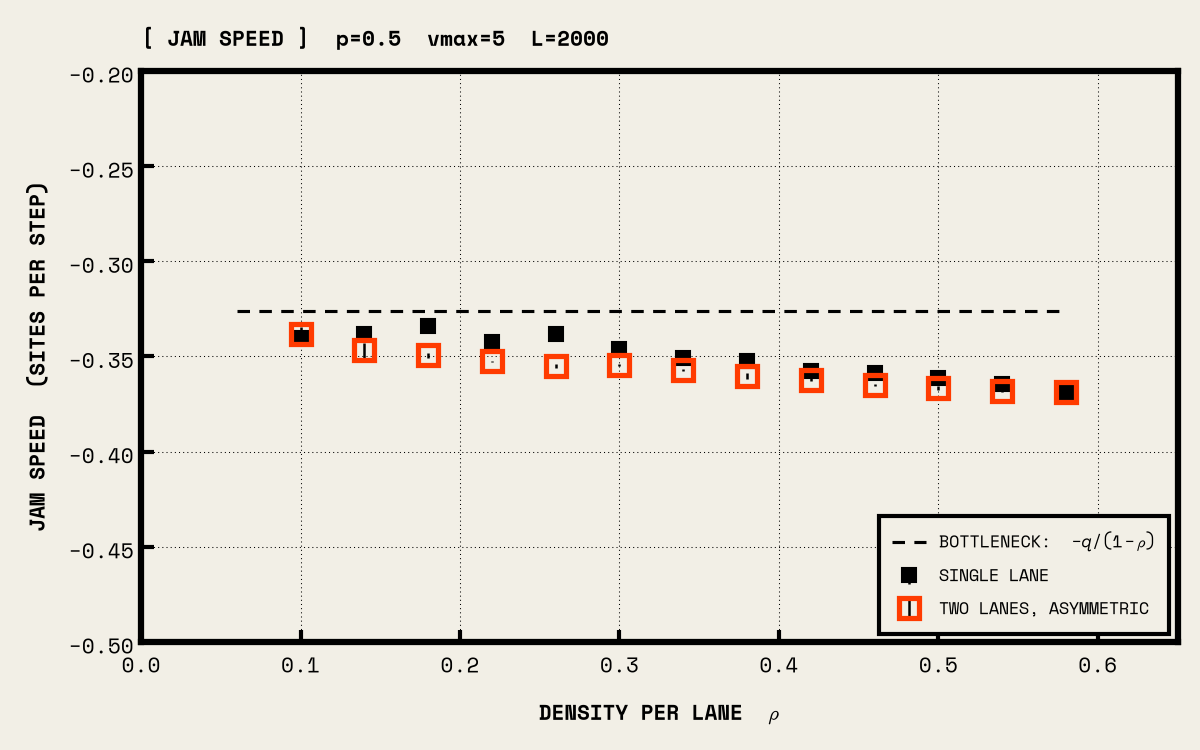 [ JAM SPEED ]  p=0.5  vmax=5  L=2000
−0.20
−0.25
−0.30
−0.35
−0.40
−0.45
−0.50
JAM SPEED  (SITES PER STEP)
BOTTLENECK:  −q/(1−ρ)
SINGLE LANE
TWO LANES, ASYMMETRIC
0.0 0.1 0.2 0.3 0.4 0.5 0.6
DENSITY PER LANE  ρ